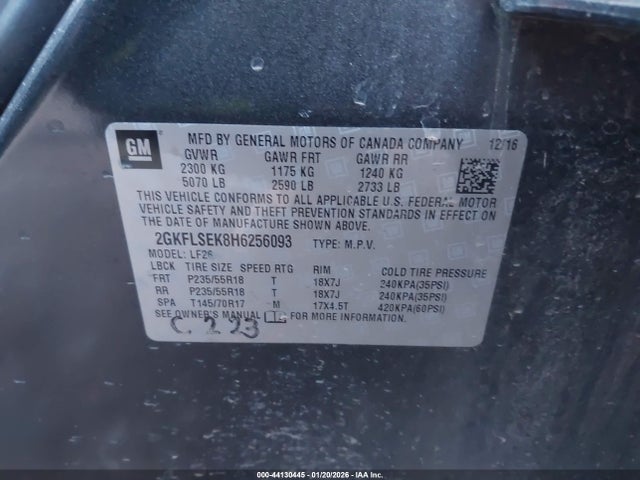 GM
MFD BY GENERAL MOTORS OF CANADA COMPANY 12/16
GVWR GAWR FRT GAWR RR
2300 KG 1175 KG 1240 KG
5070 LB 2590 LB 2733 LB
THIS VEHICLE CONFORMS TO ALL APPLICABLE U.S. FEDERAL MOTOR
VEHICLE SAFETY AND THEFT PREVENTION STANDARDS IN EFFECT ON
THE DATE OF MANUFACTURE SHOWN ABOVE.
2GKFLSEK8H6256093 TYPE: M.P.V.
MODEL: LF26
LBCK TIRE SIZE SPEED RTG RIM COLD TIRE PRESSURE
FRT P235/55R18 T 18X7J 240KPA(35PSI)
RR P235/55R18 T 18X7J 240KPA(35PSI)
SPA T145/70R17 M 17X4.5T 420KPA(60PSI)
SEE OWNER'S MANUAL FOR MORE INFORMATION
C 223
000-44130445 - 01/20/2026 - IAA Inc.